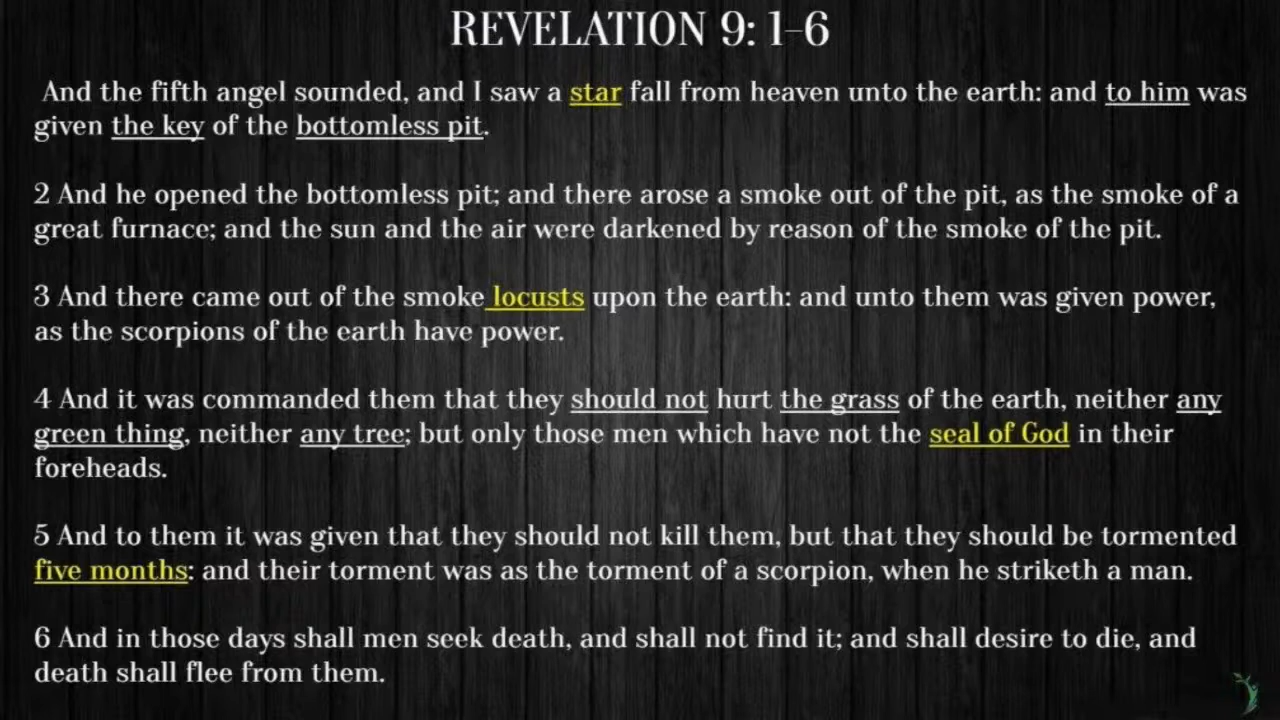 REVELATION 9: 1-6
And the fifth angel sounded, and I saw a star fall from heaven unto the earth: and to him was
given the key of the bottomless pit.
2 And he opened the bottomless pit; and there arose a smoke out of the pit, as the smoke of a
great furnace; and the sun and the air were darkened by reason of the smoke of the pit.
3 And there came out of the smoke locusts upon the earth: and unto them was given power,
as the scorpions of the earth have power.
4 And it was commanded them that they should not hurt the grass of the earth, neither any
green thing, neither any tree; but only those men which have not the seal of God in their
foreheads.
5 And to them it was given that they should not kill them, but that they should be tormented
five months: and their torment was as the torment of a scorpion, when he striketh a man.
6 And in those days shall men seek death, and shall not find it; and shall desire to die, and
death shall flee from them.